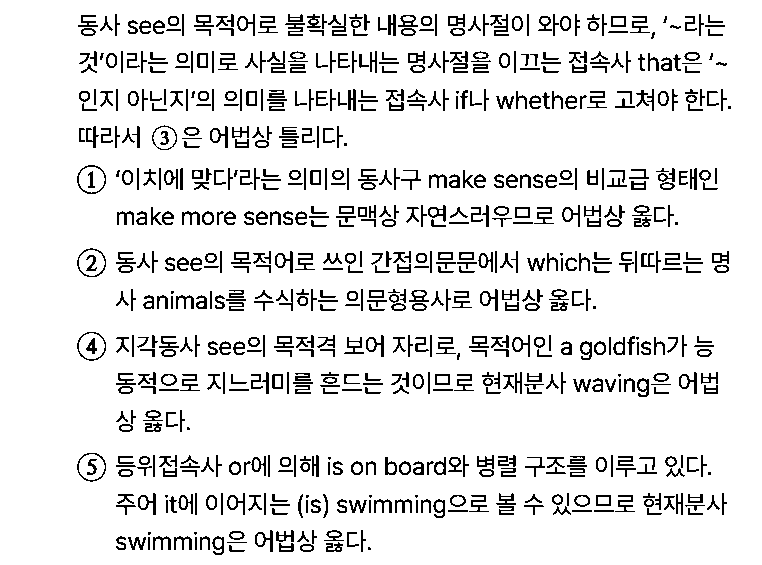 동사 see의 목적어로 불확실한 내용의 명사절이 와야 하므로, ‘~라는
것’이라는 의미로 사실을 나타내는 명사절을 이끄는 접속사 that은 ‘~
인지 아닌지’의 의미를 나타내는 접속사 if나 whether로 고쳐야 한다.
따라서 ③은 어법상 틀리다.
① ‘이치에 맞다’라는 의미의 동사구 make sense의 비교급 형태인
make more sense는 문맥상 자연스러우므로 어법상 옳다.
② 동사 see의 목적어로 쓰인 간접의문문에서 which는 뒤따르는 명
사 animals를 수식하는 의문형용사로 어법상 옳다.
④ 지각동사 see의 목적격 보어 자리로, 목적어인 a goldfish가 능
동적으로 지느러미를 흔드는 것이므로 현재분사 waving은 어법
상 옳다.
⑤ 등위접속사 or에 의해 is on board와 병렬 구조를 이루고 있다.
주어 it에 이어지는 (is) swimming으로 볼 수 있으므로 현재분사
swimming은 어법상 옳다.